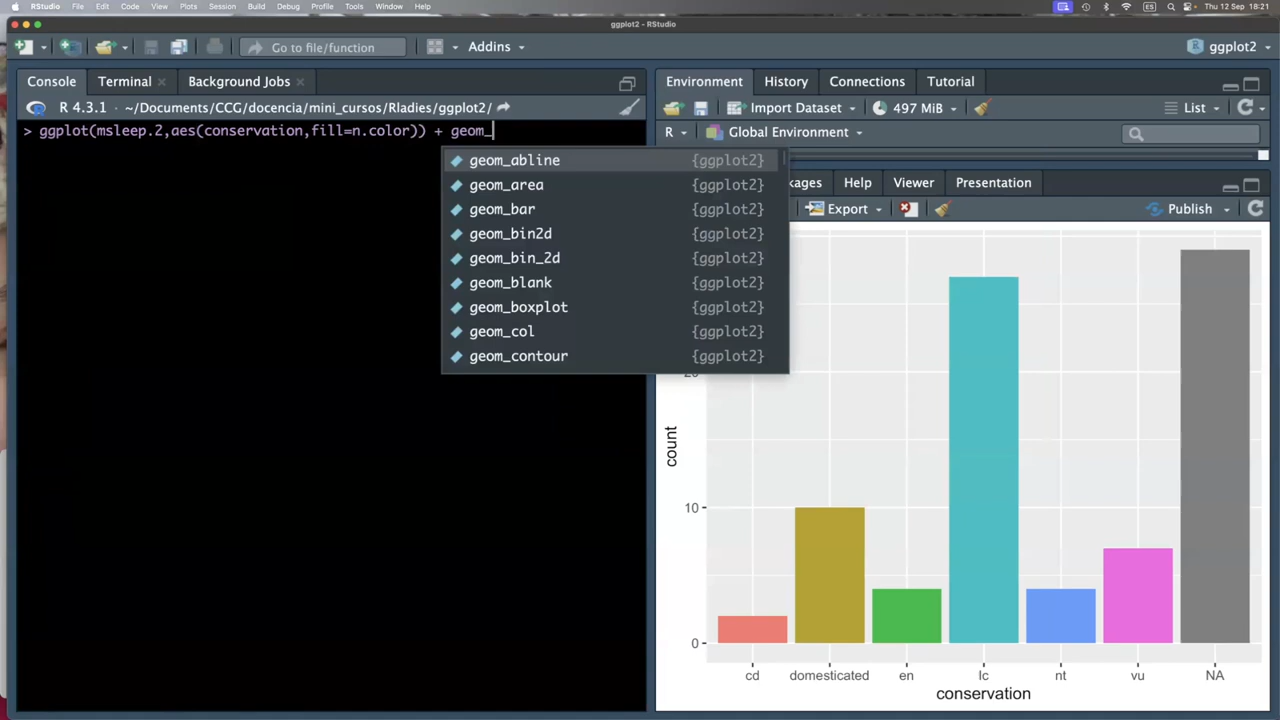 RStudio File Edit Code View Plots Session Build Debug Profile Tools Window Help ES Thu 12 Sep 18:21
ggplot2 - RStudio
Go to file/function Addins ggplot2
Console Terminal Background Jobs
R 4.3.1 · ~/Documents/CCG/docencia/mini_cursos/Rladies/ggplot2/
> ggplot(msleep.2,aes(conservation,fill=n.color)) + geom_
geom_abline {ggplot2}
geom_area {ggplot2}
geom_bar {ggplot2}
geom_bin2d {ggplot2}
geom_bin_2d {ggplot2}
geom_blank {ggplot2}
geom_boxplot {ggplot2}
geom_col {ggplot2}
geom_contour {ggplot2}
Environment History Connections Tutorial
Import Dataset 497 MiB List
R Global Environment
kages Help Viewer Presentation
Export Publish
count
10
0
cd domesticated en lc nt vu NA
conservation